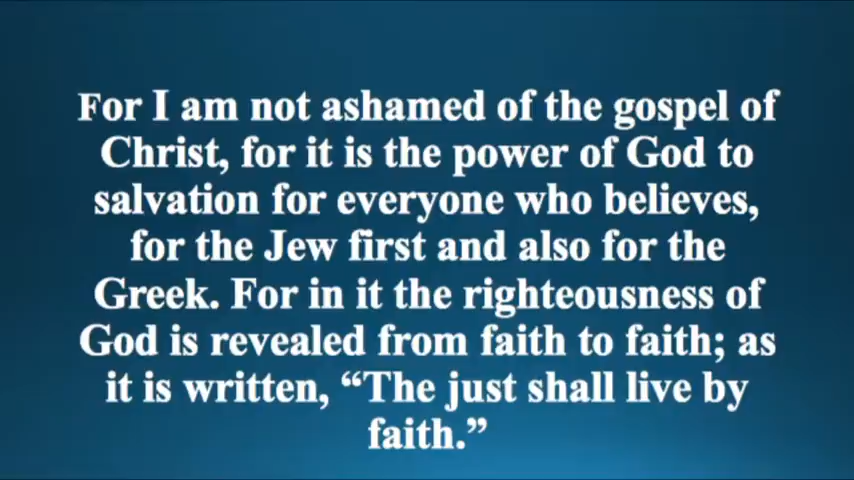 For I am not ashamed of the gospel of
Christ, for it is the power of God to
salvation for everyone who believes,
for the Jew first and also for the
Greek. For in it the righteousness of
God is revealed from faith to faith; as
it is written, “The just shall live by
faith.”